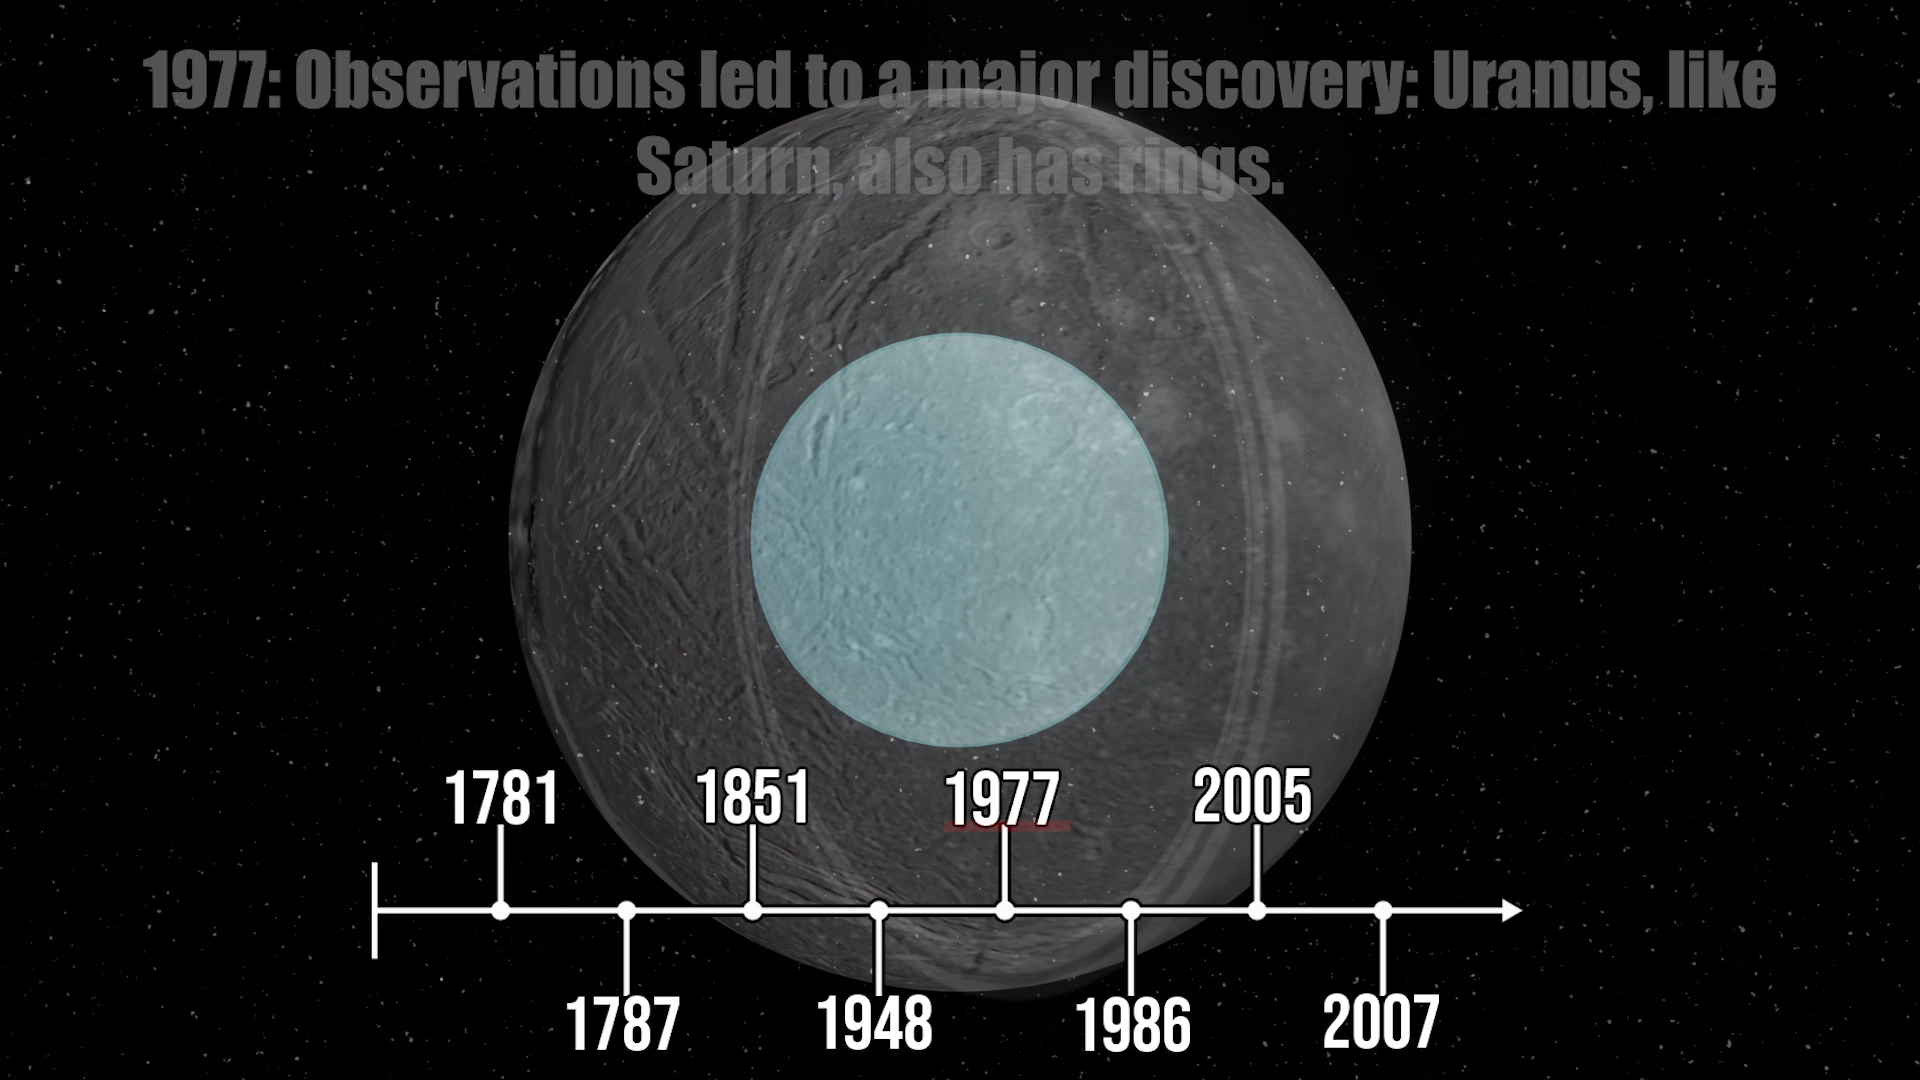 1977: Observations led to a major discovery: Uranus, like
Saturn, also has rings.
1781 1851 1977 2005
1787 1948 1986 2007